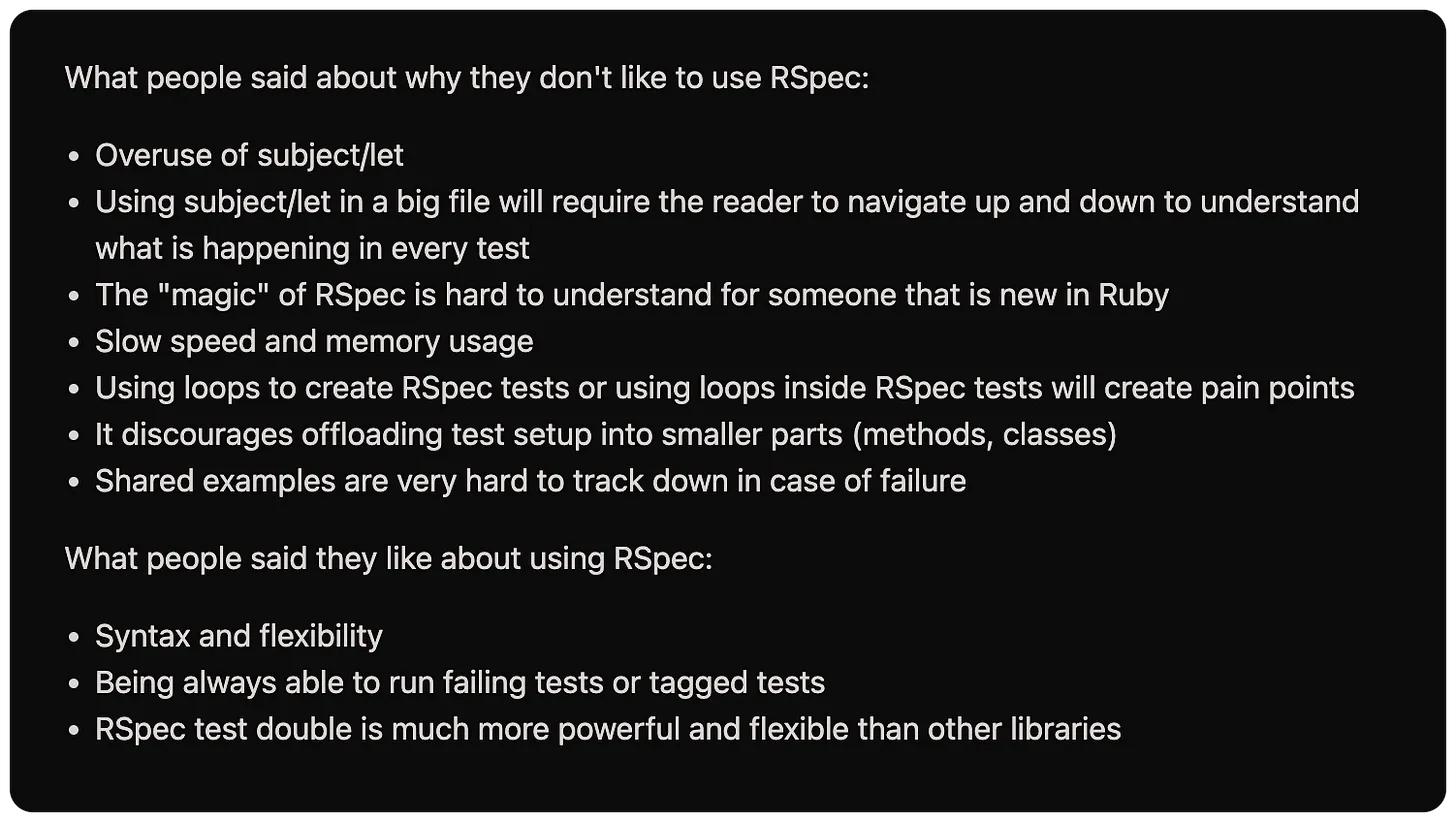 What people said about why they don't like to use RSpec:
• Overuse of subject/let
• Using subject/let in a big file will require the reader to navigate up and down to understand
what is happening in every test
• The "magic" of RSpec is hard to understand for someone that is new in Ruby
• Slow speed and memory usage
• Using loops to create RSpec tests or using loops inside RSpec tests will create pain points
• It discourages offloading test setup into smaller parts (methods, classes)
• Shared examples are very hard to track down in case of failure
What people said they like about using RSpec:
• Syntax and flexibility
• Being always able to run failing tests or tagged tests
• RSpec test double is much more powerful and flexible than other libraries